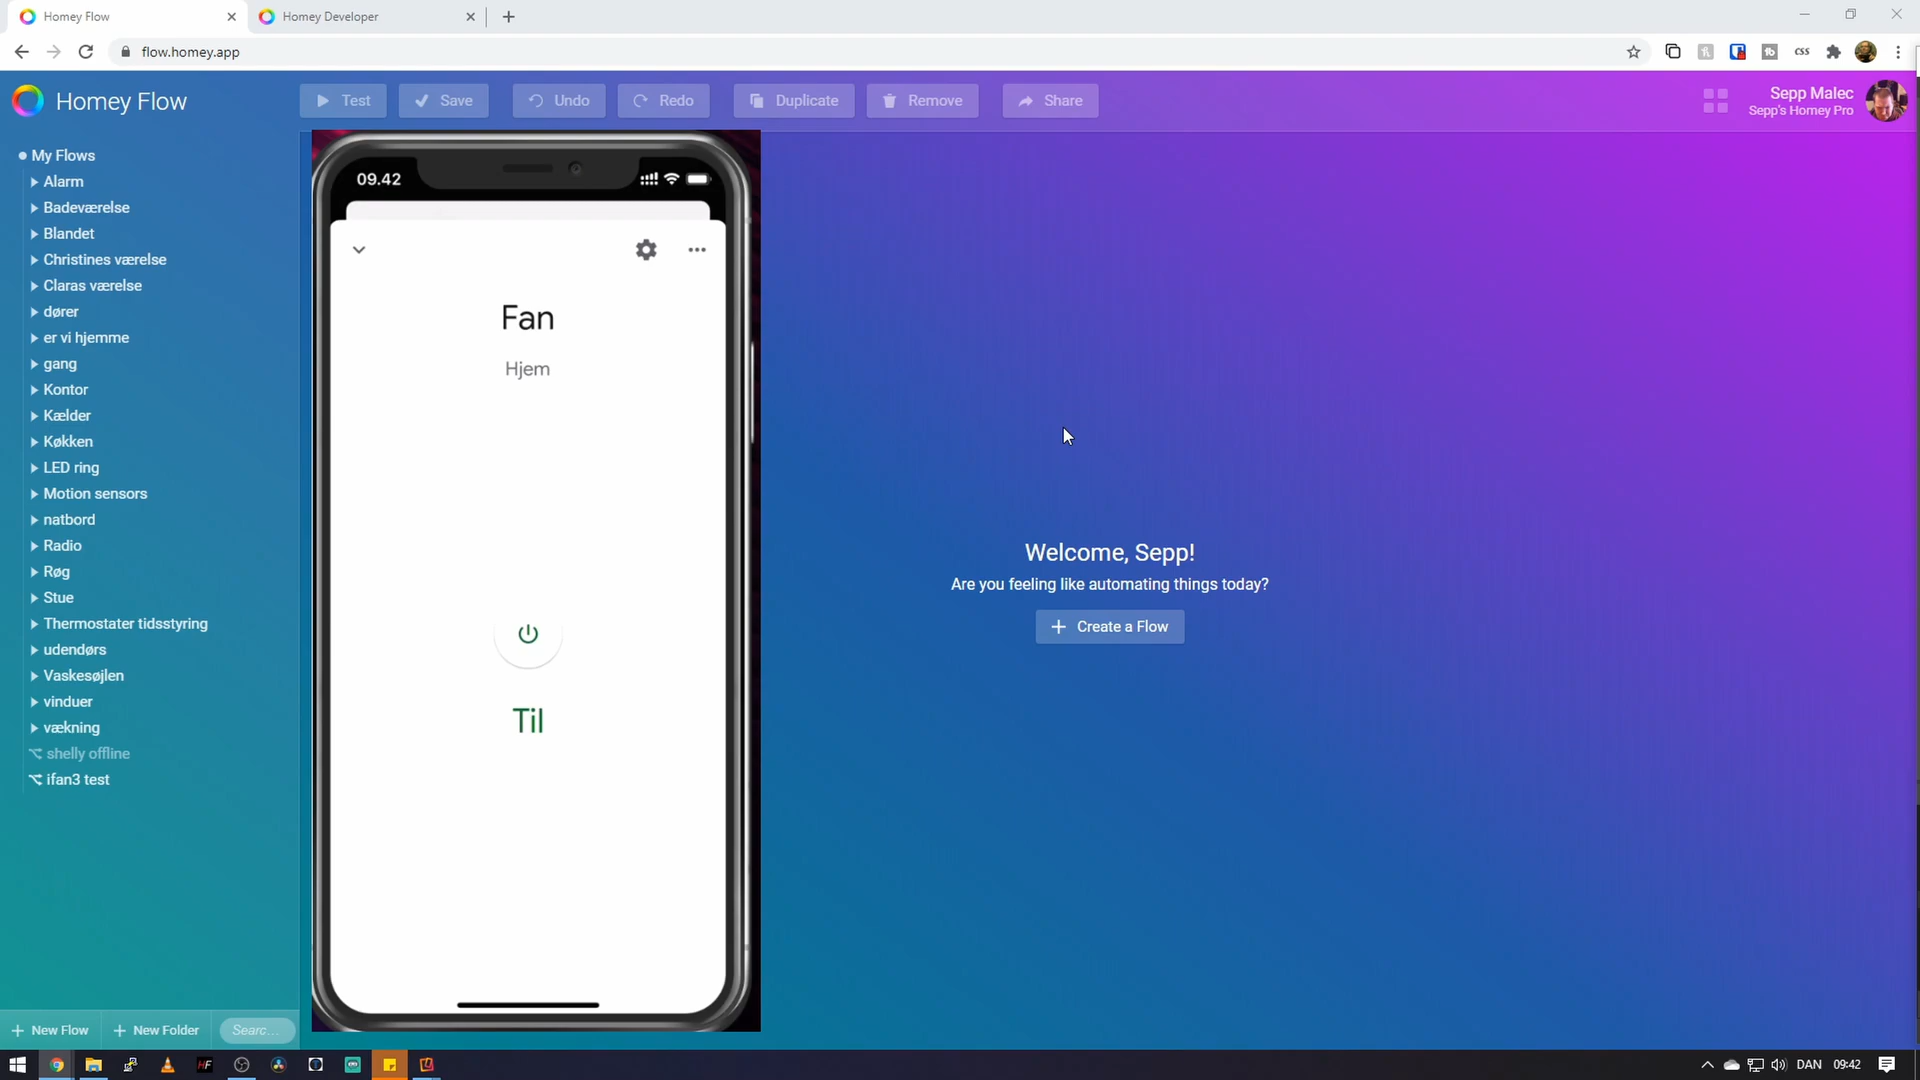 Homey Flow
Homey Developer
flow.homey.app
CSS
Homey Flow
Test
Save
Undo
Redo
Duplicate
Remove
Share
Sepp Malec
Sepp's Homey Pro
My Flows
Alarm
Badeværelse
Blandet
Christines værelse
Claras værelse
dører
er vi hjemme
gang
Kontor
Kælder
Køkken
LED ring
Motion sensors
natbord
Radio
Røg
Stue
Thermostater tidsstyring
udendørs
Vaskesøjlen
vinduer
vækning
shelly offline
ifan3 test
New Flow
New Folder
Searc...
09.42
Fan
Hjem
Til
Welcome, Sepp!
Are you feeling like automating things today?
Create a Flow
HF
DAN
09:42